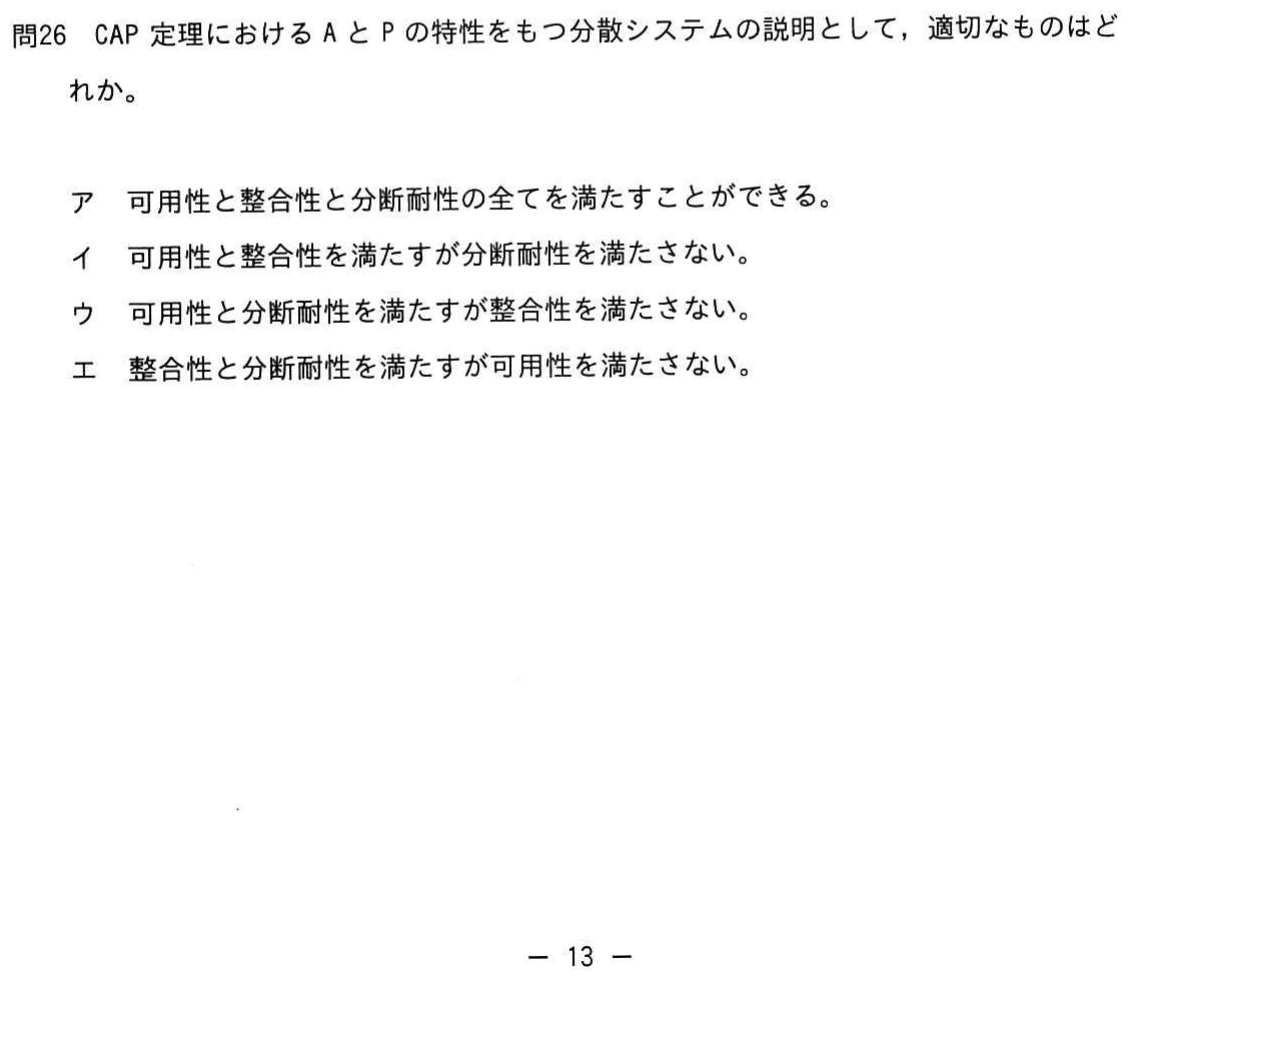 問26　CAP 定理における A と P の特性をもつ分散システムの説明として，適切なものはど
れか。
ア　可用性と整合性と分断耐性の全てを満たすことができる。
イ　可用性と整合性を満たすが分断耐性を満たさない。
ウ　可用性と分断耐性を満たすが整合性を満たさない。
エ　整合性と分断耐性を満たすが可用性を満たさない。
― 13 ―